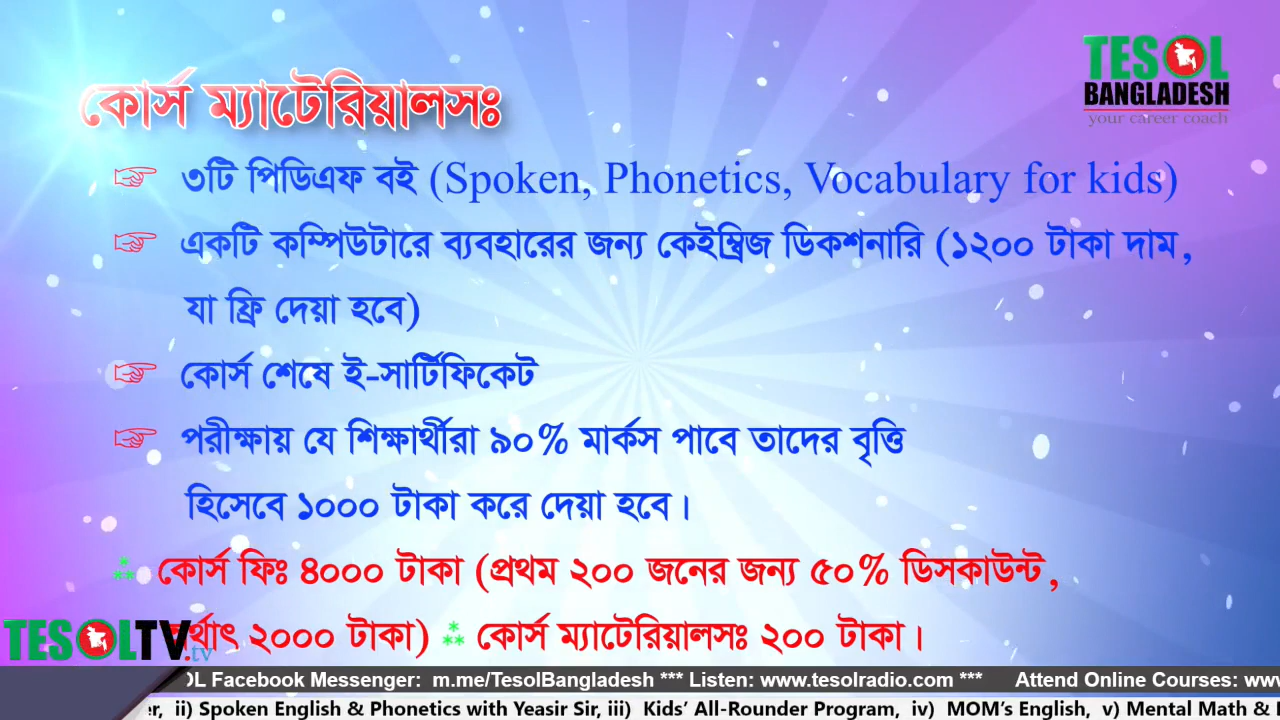 TESOL
BANGLADESH
your career coach
কোর্স ম্যাটেরিয়ালসঃ
☞ ৩টি পিডিএফ বই (Spoken, Phonetics, Vocabulary for kids)
☞ একটি কম্পিউটারে ব্যবহারের জন্য কেইম্ব্রিজ ডিকশনারি (১২০০ টাকা দাম,
যা ফ্রি দেয়া হবে)
☞ কোর্স শেষে ই-সার্টিফিকেট
☞ পরীক্ষায় যে শিক্ষার্থীরা ৯০% মার্কস পাবে তাদের বৃত্তি
হিসেবে ১০০০ টাকা করে দেয়া হবে।
⁂ কোর্স ফিঃ ৪০০০ টাকা (প্রথম ২০০ জনের জন্য ৫০% ডিসকাউন্ট,
২০০০ টাকা) ⁂ কোর্স ম্যাটেরিয়ালসঃ ২০০ টাকা।
TESOLTV.tv
OL Facebook Messenger: m.me/TesolBangladesh *** Listen: www.tesolradio.com *** Attend Online Courses: www
er, ii) Spoken English & Phonetics with Yeasir Sir, iii) Kids' All-Rounder Program, iv) MOM's English, v) Mental Math &